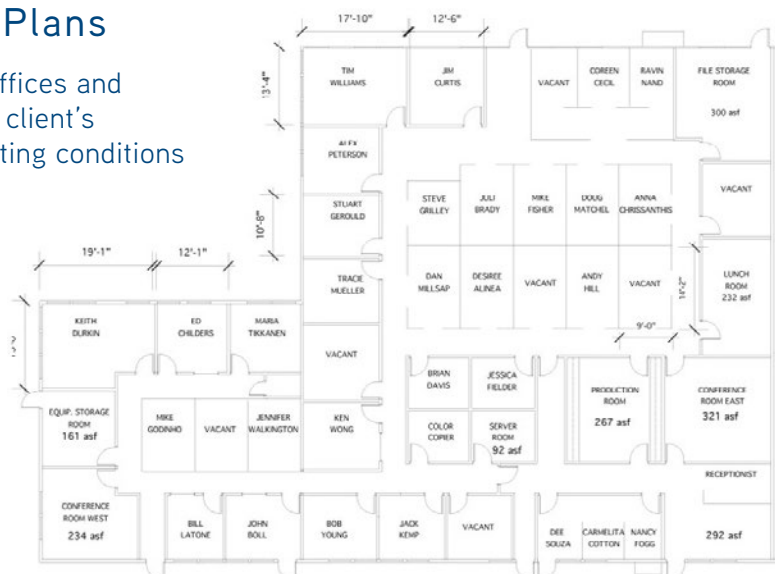 Plans
ffices and
client's
ting conditions
17'-10"
12'-6"
13'-4"
TIM
WILLIAMS
JIM
CURTIS
VACANT
COREEN
CECIL
RAVIN
NAND
FILE STORAGE
ROOM
300 asf
ALEX
PETERSON
STUART
GEROULD
10'-8"
STEVE
GRILLEY
JULI
BRADY
MIKE
FISHER
DOUG
MATCHEL
ANNA
CHRISSANTHIS
VACANT
19'-1"
12'-1"
TRACIE
MUELLER
DAN
MILLSAP
DESIREE
ALINEA
VACANT
ANDY
HILL
VACANT
14'-2"
LUNCH
ROOM
232 asf
9'-0"
KEITH
DURKIN
ED
CHILDERS
MARIA
TIKKANEN
VACANT
BRIAN
DAVIS
JESSICA
FIELDER
PRODUCTION
ROOM
267 asf
CONFERENCE
ROOM EAST
321 asf
EQUIP. STORAGE
ROOM
161 asf
MIKE
GODINHO
VACANT
JENNIFER
WALKINGTON
KEN
WONG
COLOR
COPIER
SERVER
ROOM
92 asf
RECEPTIONIST
292 asf
CONFERENCE
ROOM WEST
234 asf
BILL
LATONE
JOHN
BOLL
BOB
YOUNG
JACK
KEMP
VACANT
DEE
SOUZA
CARMELITA
COTTON
NANCY
FOGG